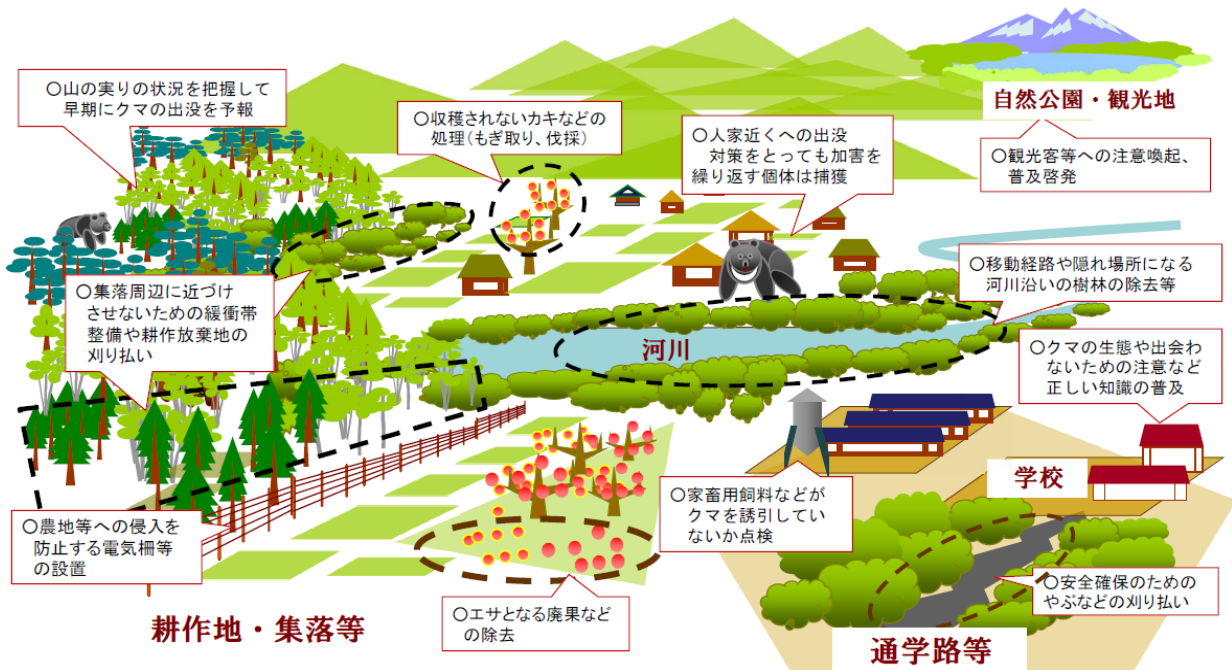 〇山の実りの状況を把握して
早期にクマの出没を予報
〇収穫されないカキなどの
処理(もぎ取り、伐採)
〇人家近くへの出没
対策をとっても加害を
繰り返す個体は捕獲
自然公園・観光地
〇観光客等への注意喚起、
普及啓発
〇集落周辺に近づけ
させないための緩衝帯
整備や耕作放棄地の
刈り払い
〇移動経路や隠れ場所になる
河川沿いの樹林の除去等
河川
〇クマの生態や出会わ
ないための注意など
正しい知識の普及
〇農地等への侵入を
防止する電気柵等
の設置
〇家畜用飼料などが
クマを誘引してい
ないか点検
学校
〇エサとなる廃果など
の除去
〇安全確保のための
やぶなどの刈り払い
耕作地・集落等
通学路等